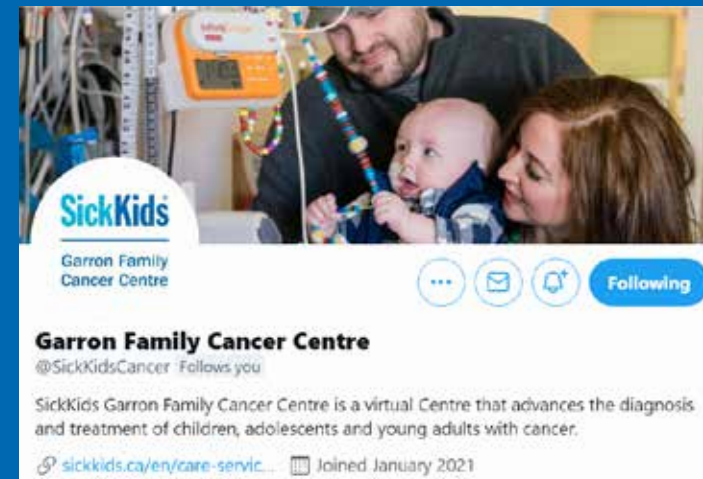 SickKids
Garron Family
Cancer Centre
Following
Garron Family Cancer Centre
@SickKidsCancer Follows you
SickKids Garron Family Cancer Centre is a virtual Centre that advances the diagnosis
and treatment of children, adolescents and young adults with cancer.
sickkids.ca/en/care-servic... Joined January 2021